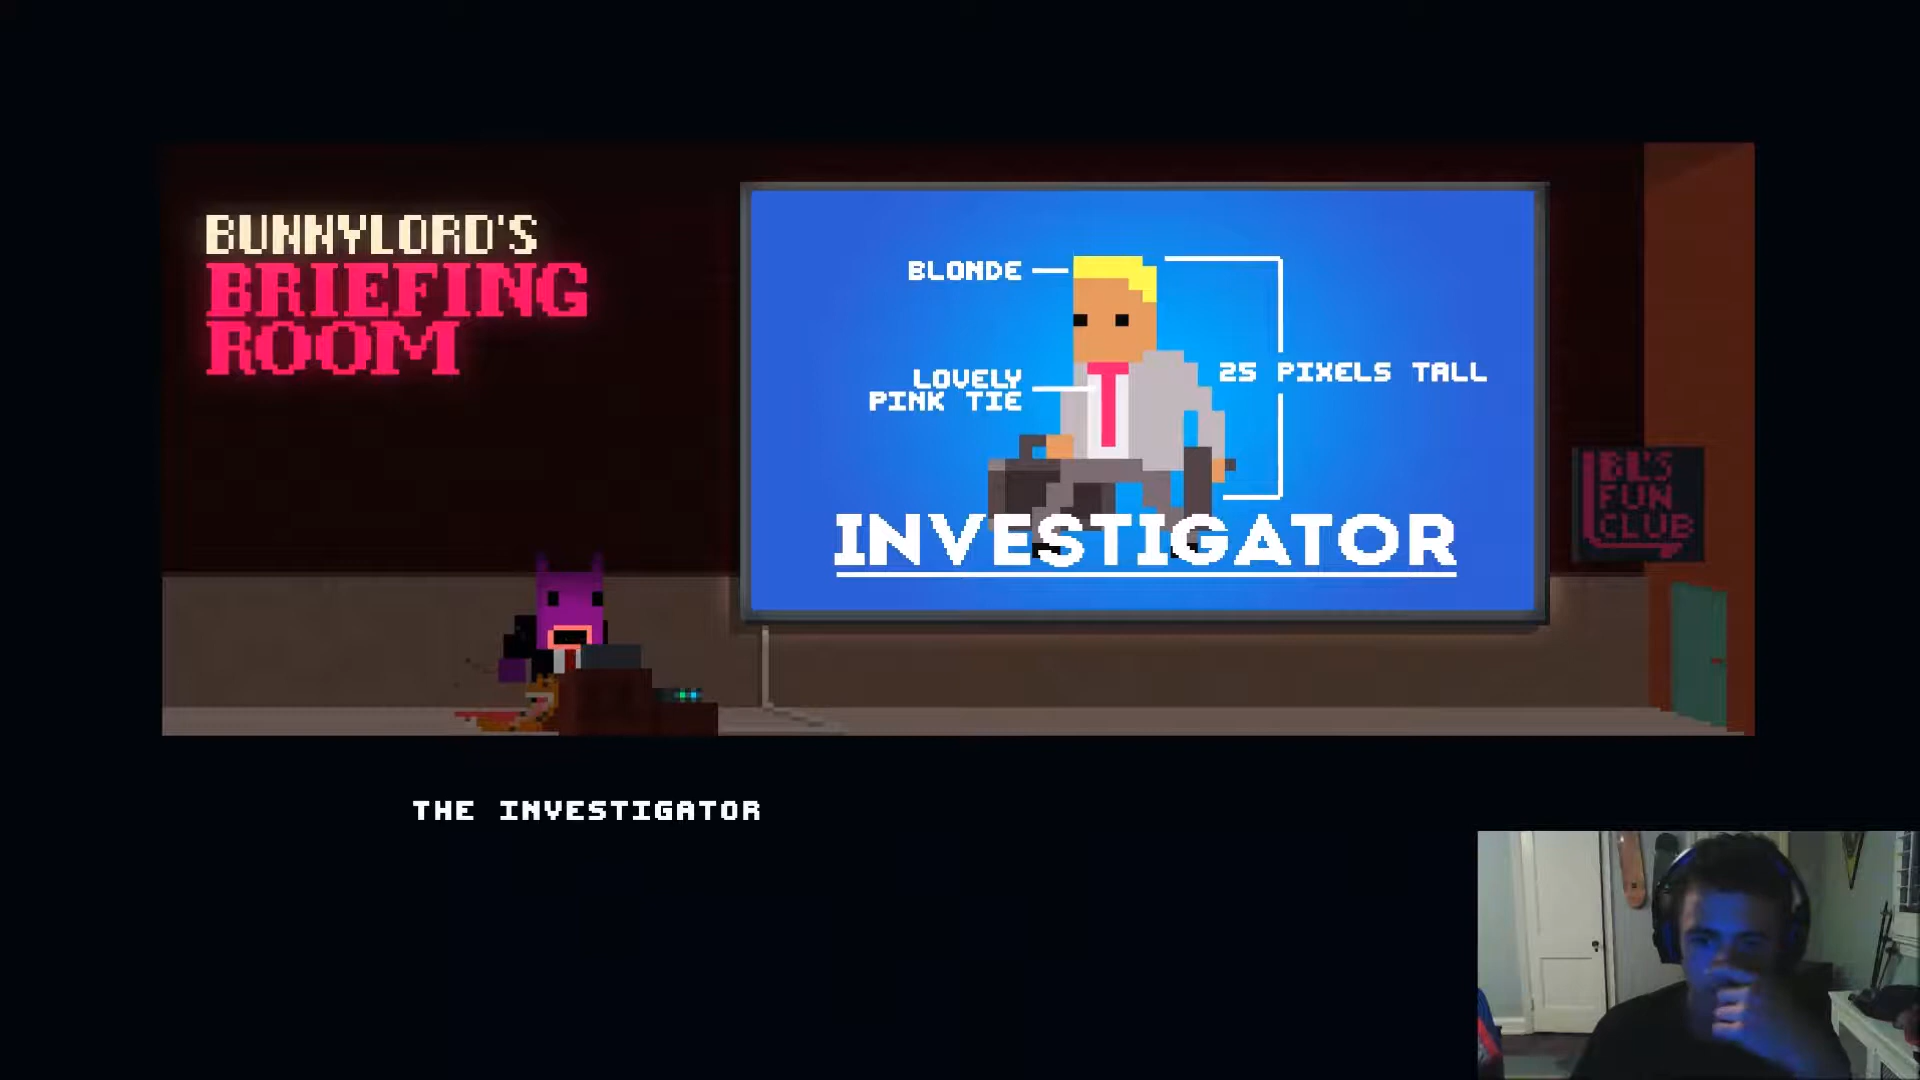 BUNNYLORD'S
BRIEFING
ROOM
BLONDE
LOVELY
PINK TIE
25 PIXELS TALL
INVESTIGATOR
BL'S
FUN
CLUB
THE INVESTIGATOR